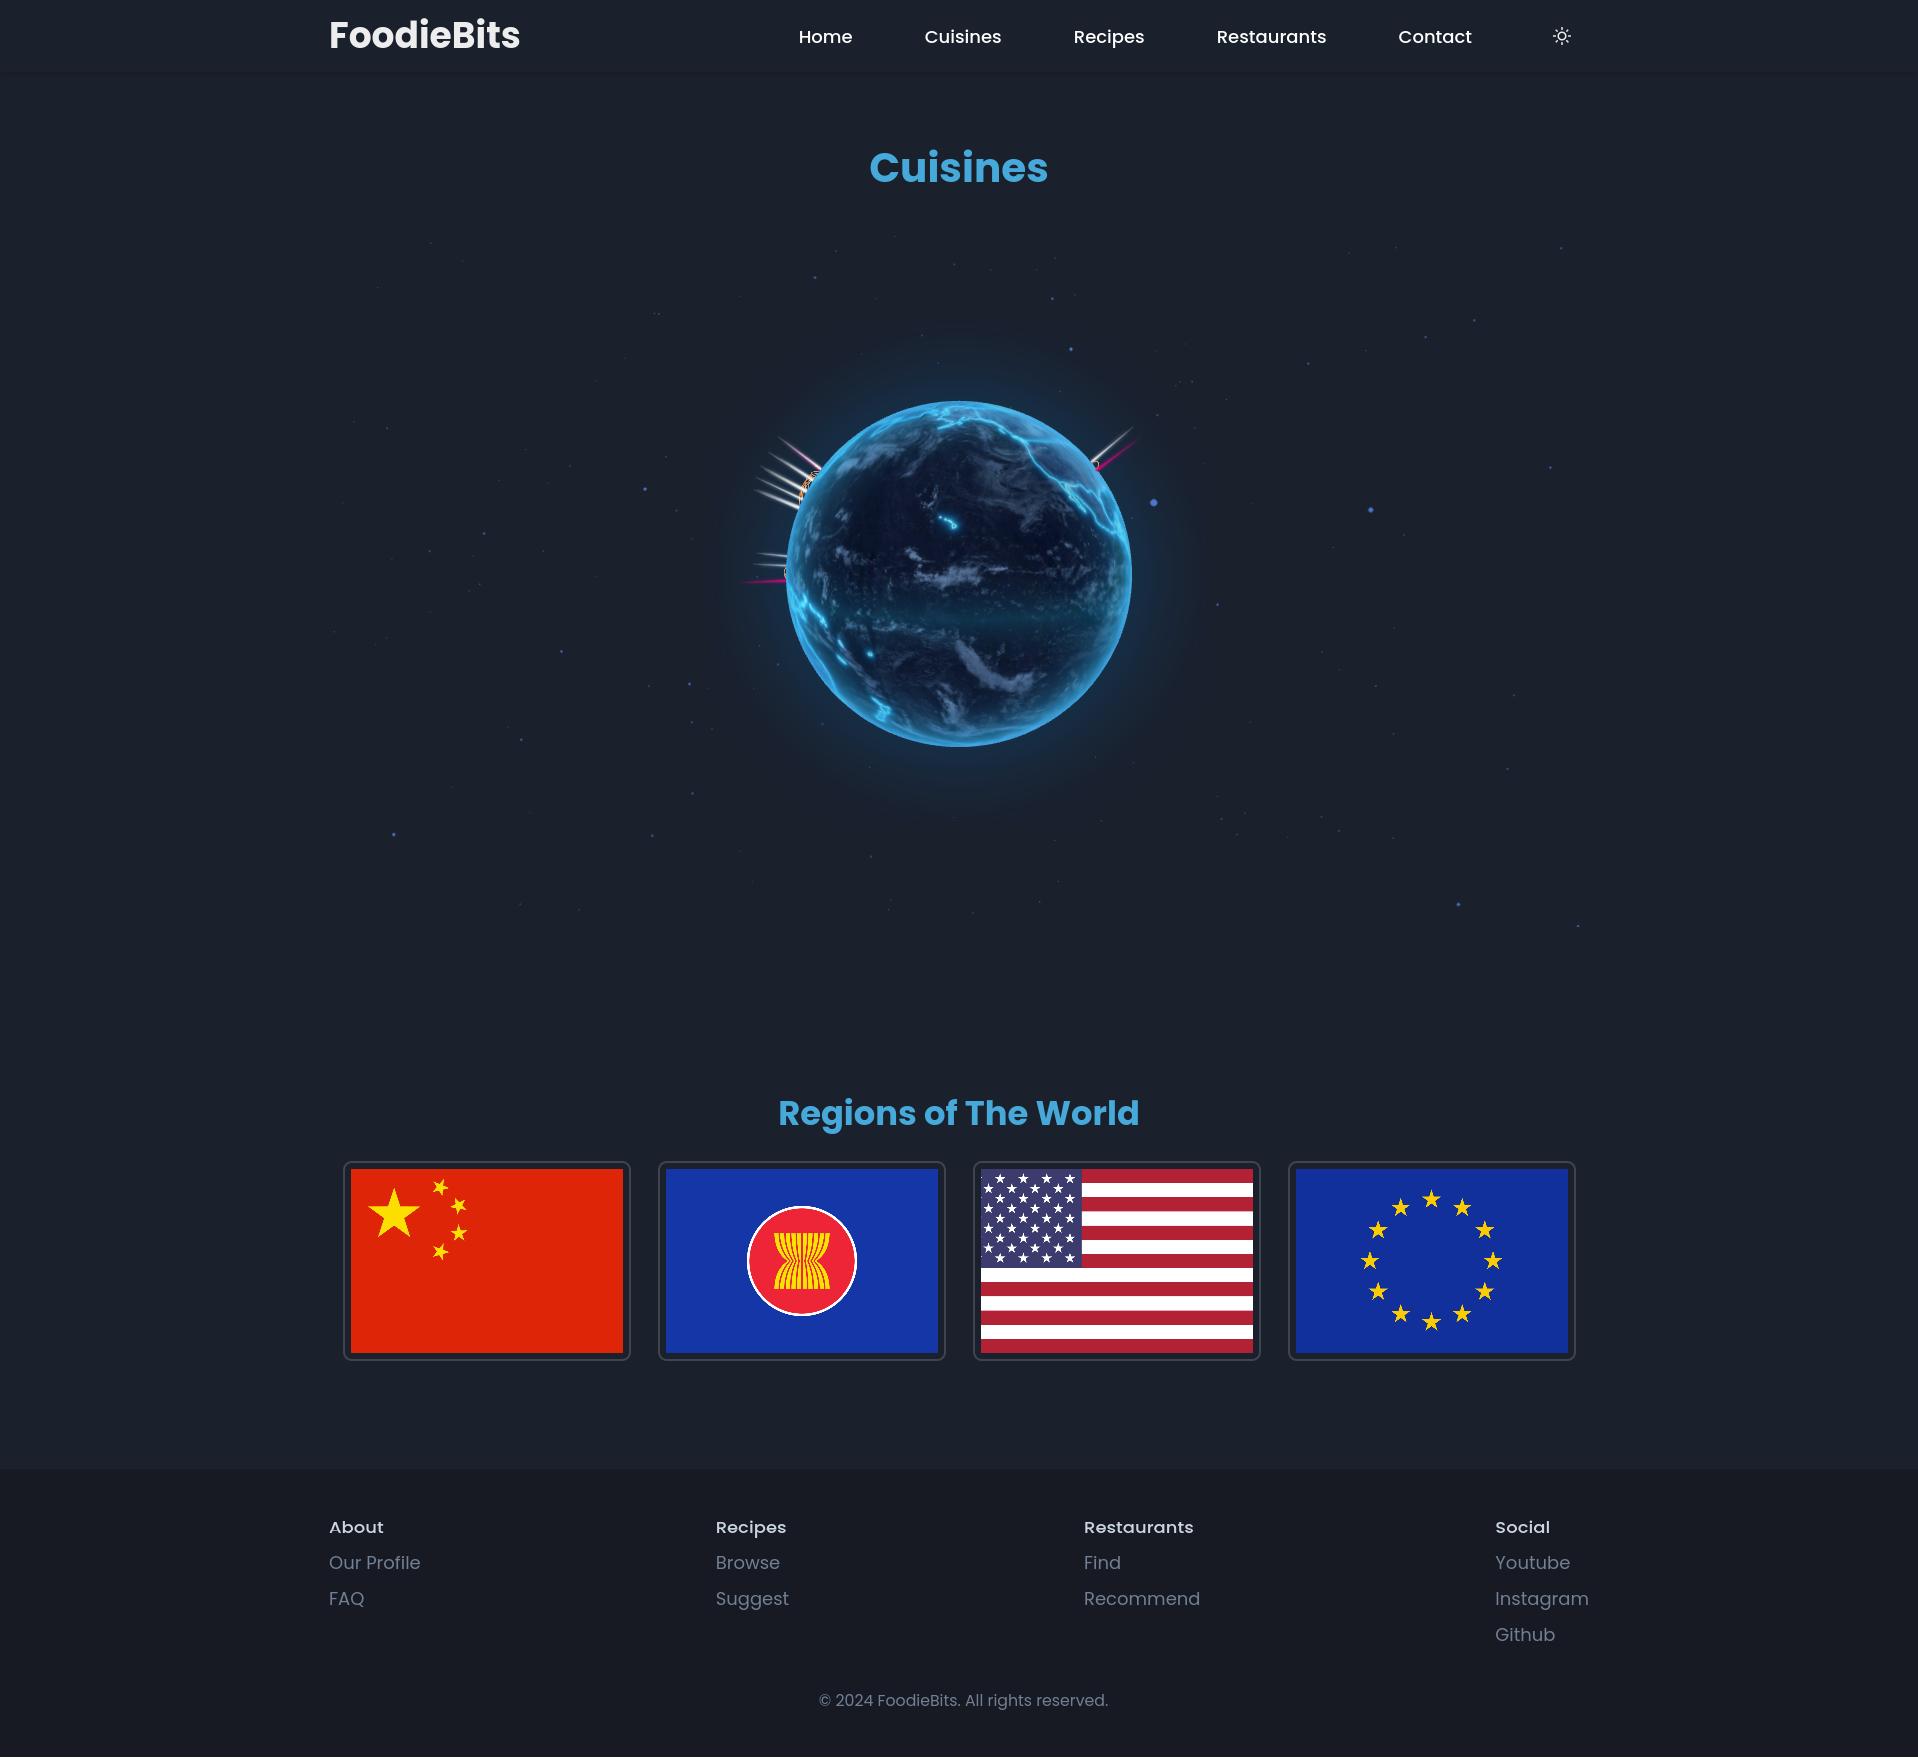 FoodieBits
Home Cuisines Recipes Restaurants Contact
Cuisines
Regions of The World
About
Our Profile
FAQ
Recipes
Browse
Suggest
Restaurants
Find
Recommend
Social
Youtube
Instagram
Github
© 2024 FoodieBits. All rights reserved.